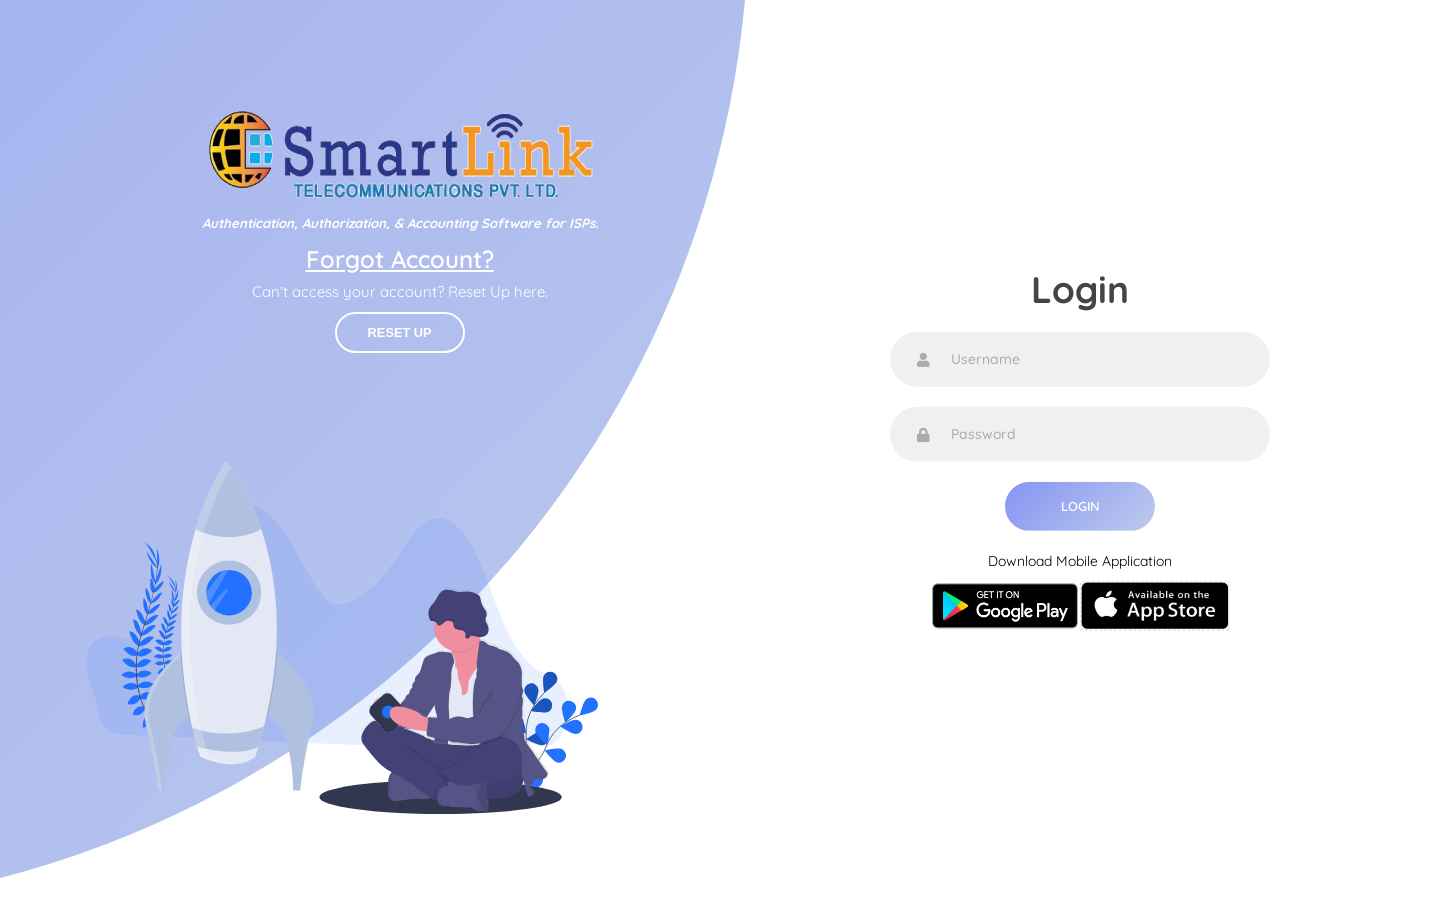 SmartLink
TELECOMMUNICATIONS PVT. LTD.
Authentication, Authorization, & Accounting Software for ISPs.
Forgot Account?
Can't access your account? Reset Up here.
RESET UP
Login
Username
Password
LOGIN
Download Mobile Application
GET IT ON
Google Play
Available on the
App Store